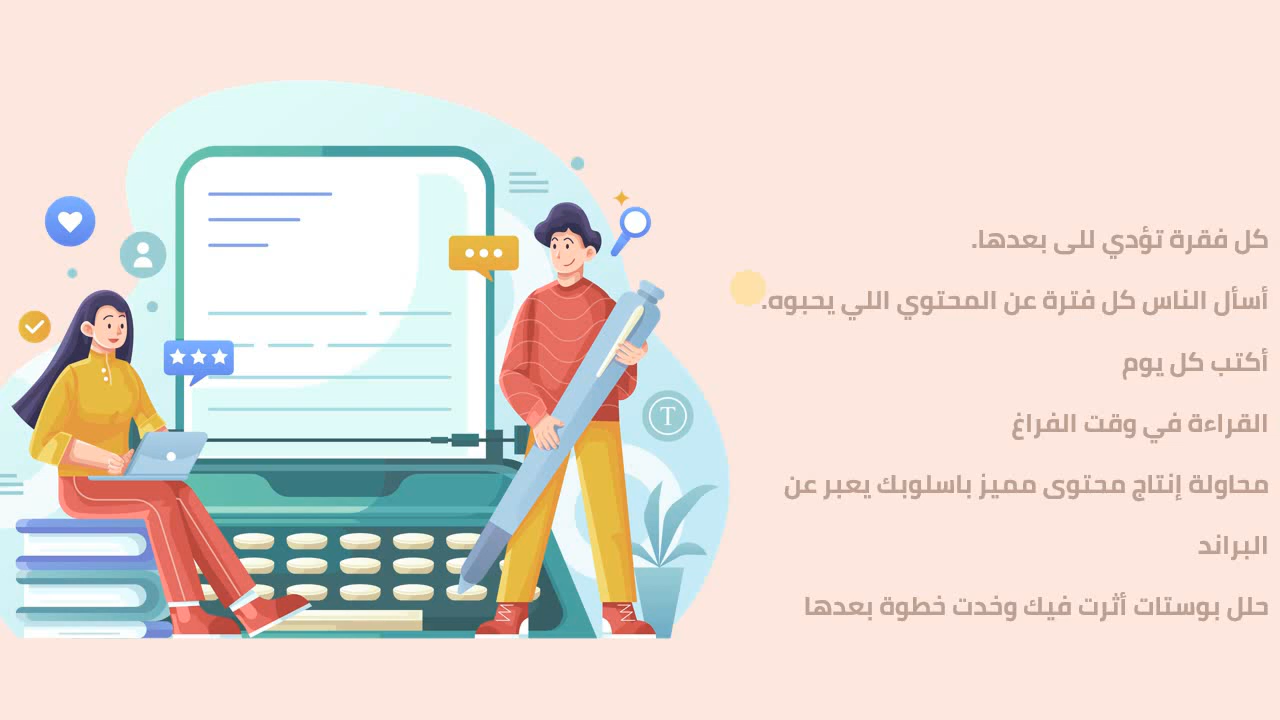 كل فقرة تؤدي للى بعدها.
أسأل الناس كل فترة عن المحتوي اللي يحبوه.
أكتب كل يوم
القراءة في وقت الفراغ
محاولة إنتاج محتوى مميز باسلوبك يعبر عن
البراند
حلل بوستات أثرت فيك وخدت خطوة بعدها
T